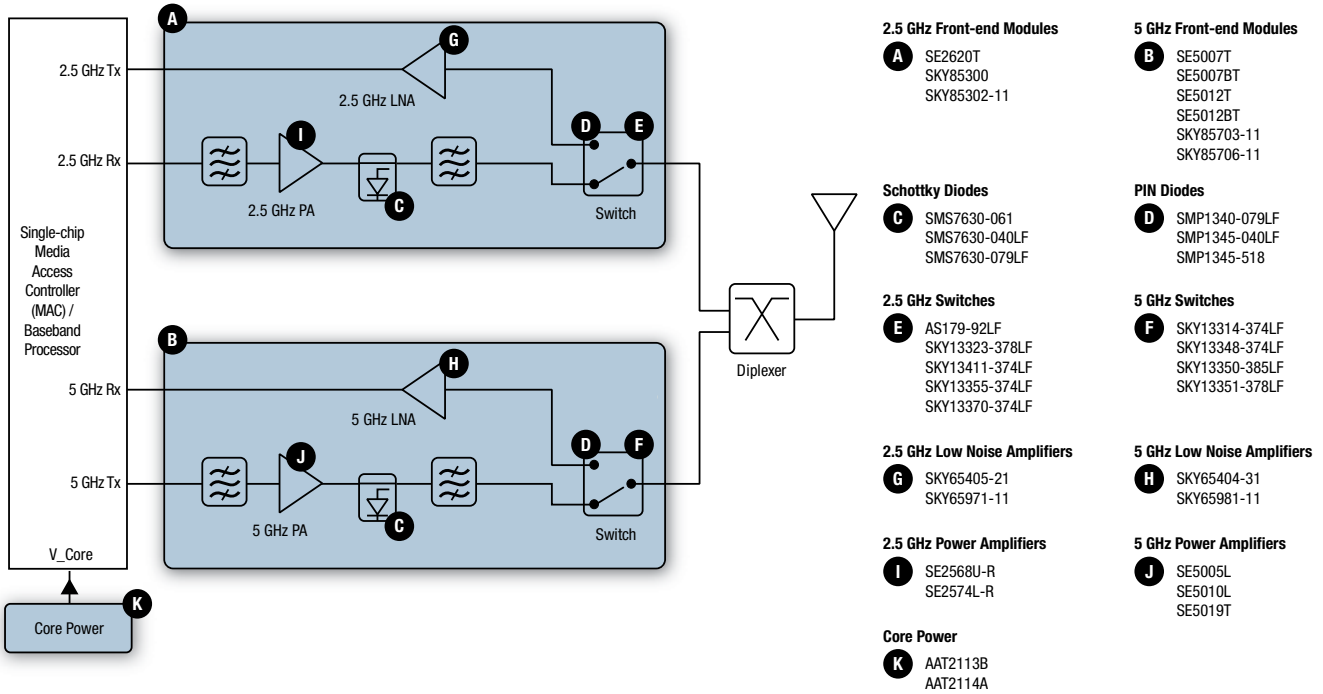 A
G
2.5 GHz Tx
2.5 GHz LNA
I
D
E
2.5 GHz Rx
2.5 GHz PA
C
Switch
Single-chip
Media
Access
Controller
(MAC) /
Baseband
Processor
B
H
5 GHz Rx
5 GHz LNA
J
D
F
5 GHz Tx
5 GHz PA
C
Switch
V_Core
K
Core Power
Diplexer
2.5 GHz Front-end Modules
A
SE2620T
SKY85300
SKY85302-11
5 GHz Front-end Modules
B
SE5007T
SE5007BT
SE5012T
SE5012BT
SKY85703-11
SKY85706-11
Schottky Diodes
C
SMS7630-061
SMS7630-040LF
SMS7630-079LF
PIN Diodes
D
SMP1340-079LF
SMP1345-040LF
SMP1345-518
2.5 GHz Switches
E
AS179-92LF
SKY13323-378LF
SKY13411-374LF
SKY13355-374LF
SKY13370-374LF
5 GHz Switches
F
SKY13314-374LF
SKY13348-374LF
SKY13350-385LF
SKY13351-378LF
2.5 GHz Low Noise Amplifiers
G
SKY65405-21
SKY65971-11
5 GHz Low Noise Amplifiers
H
SKY65404-31
SKY65981-11
2.5 GHz Power Amplifiers
I
SE2568U-R
SE2574L-R
5 GHz Power Amplifiers
J
SE5005L
SE5010L
SE5019T
Core Power
K
AAT2113B
AAT2114A